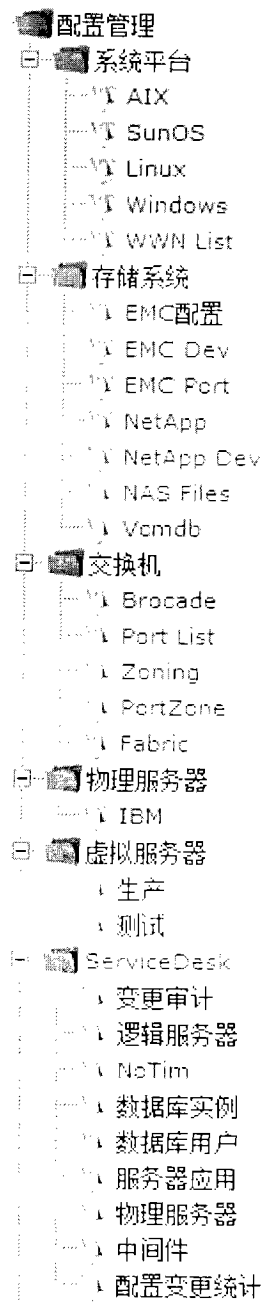 配置管理
系统平台
AIX
SunOS
Linux
Windows
WWN List
存储系统
EMC配置
EMC Dev
EMC Port
NetApp
NetApp Dev
NAS Files
Vcmdb
交换机
Brocade
Port List
Zoning
PortZone
Fabric
物理服务器
IBM
虚拟服务器
生产
测试
ServiceDesk
变更审计
逻辑服务器
NoTim
数据库实例
数据库用户
服务器应用
物理服务器
中间件
配置变更统计